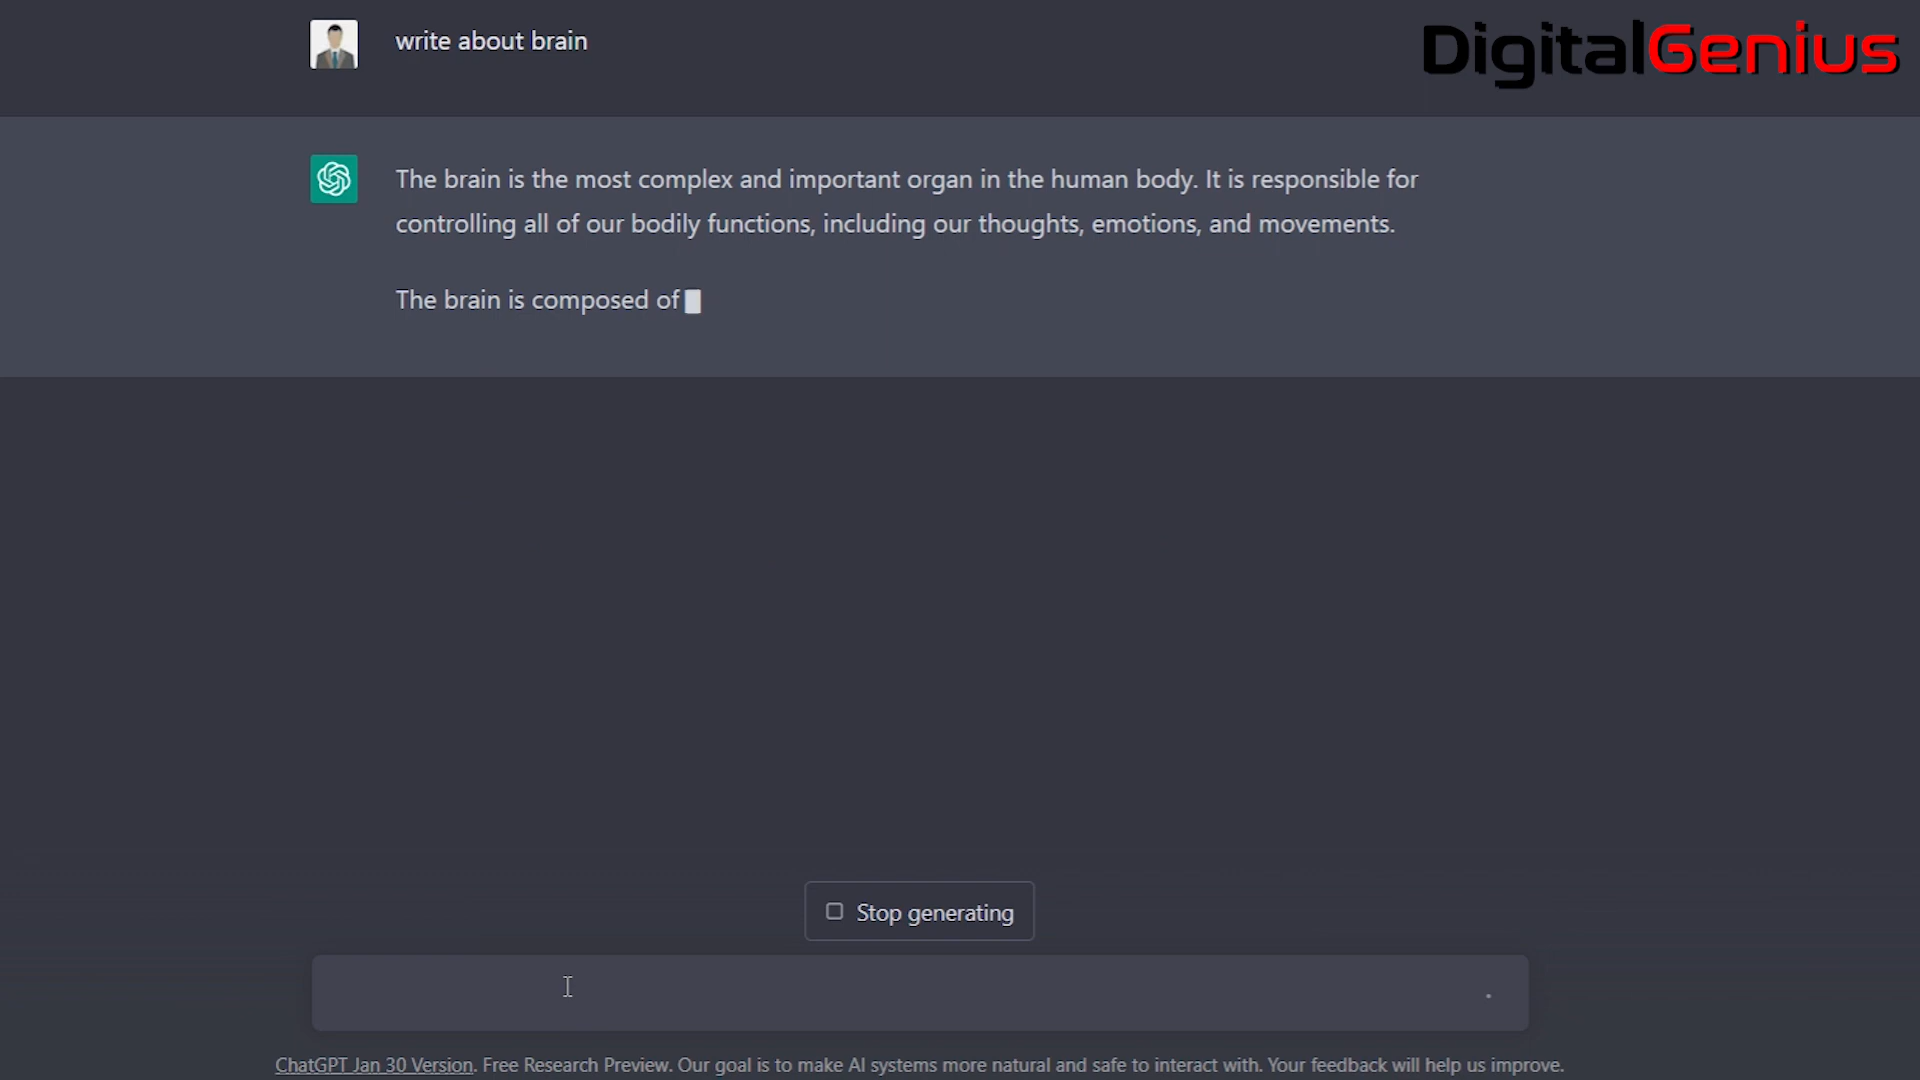 write about brain
DigitalGenius
The brain is the most complex and important organ in the human body. It is responsible for
controlling all of our bodily functions, including our thoughts, emotions, and movements.
The brain is composed of
Stop generating
ChatGPT Jan 30 Version. Free Research Preview. Our goal is to make AI systems more natural and safe to interact with. Your feedback will help us improve.